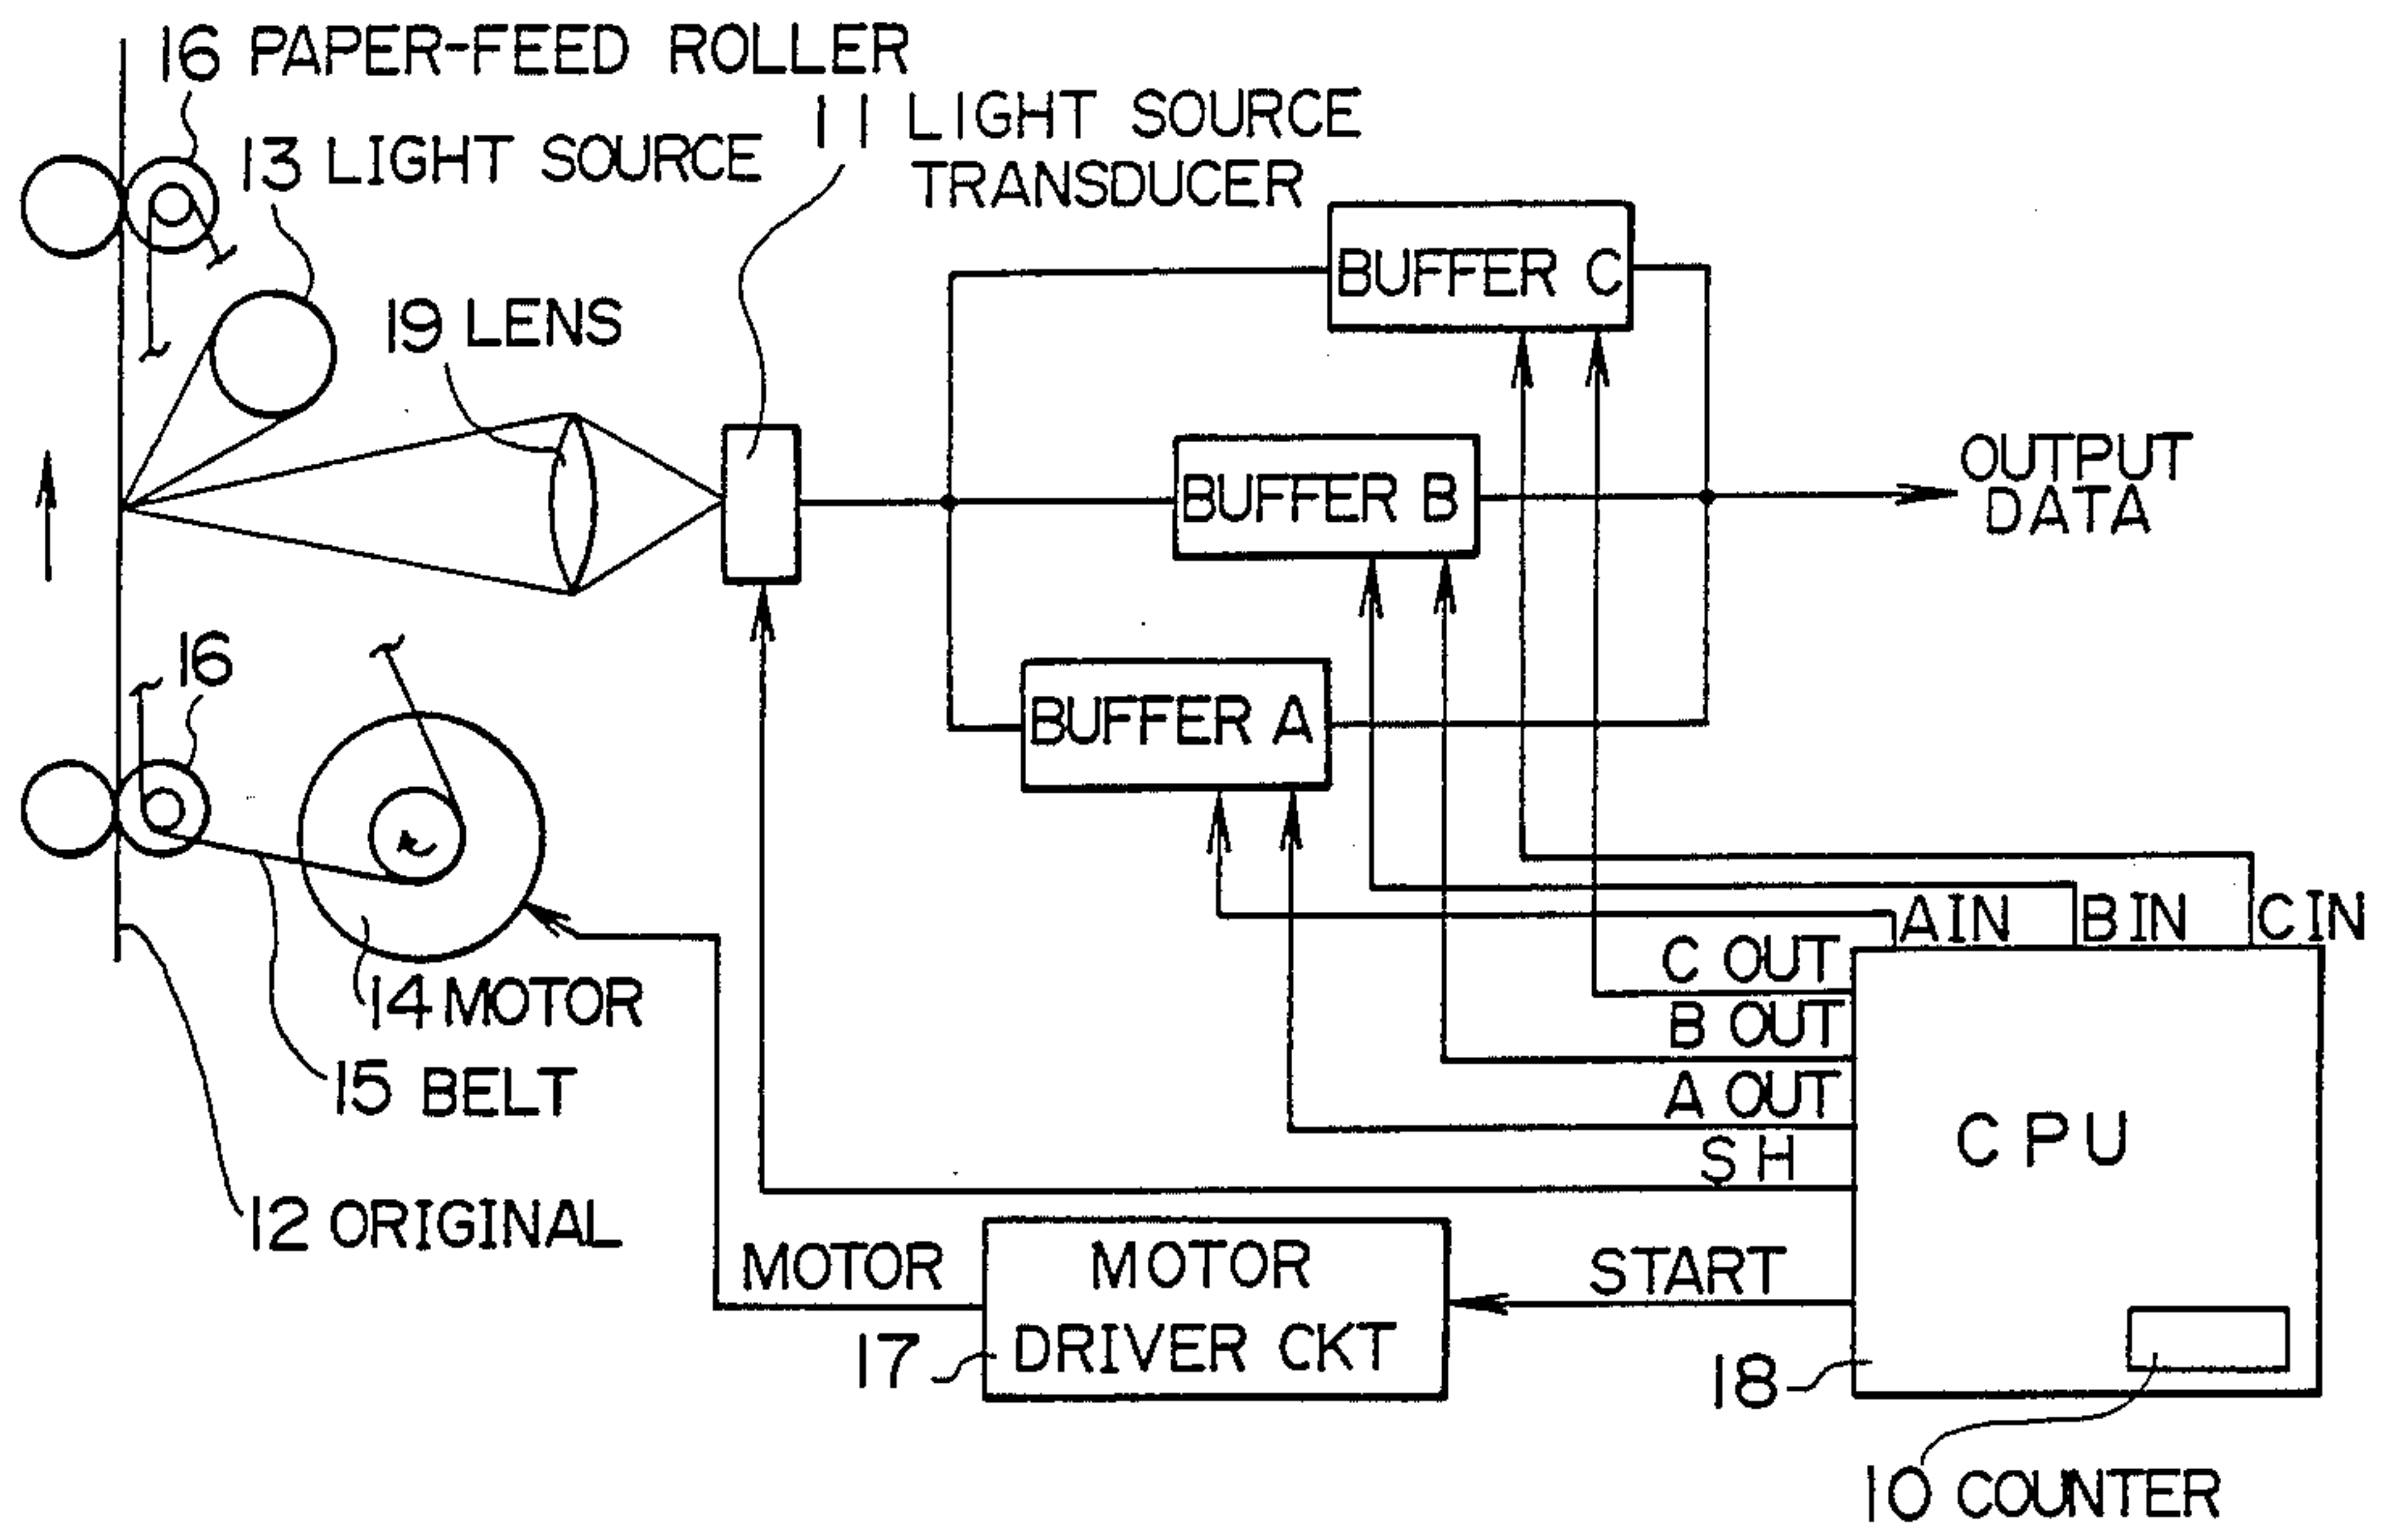 16 PAPER-FEED ROLLER
11 LIGHT SOURCE
TRANSDUCER
13 LIGHT SOURCE
19 LENS
BUFFER C
BUFFER B
OUTPUT
DATA
16
BUFFER A
A IN
B IN
C IN
C OUT
B OUT
A OUT
SH
CPU
14 MOTOR
15 BELT
12 ORIGINAL
MOTOR
MOTOR
DRIVER CKT
START
17
18
10 COUNTER